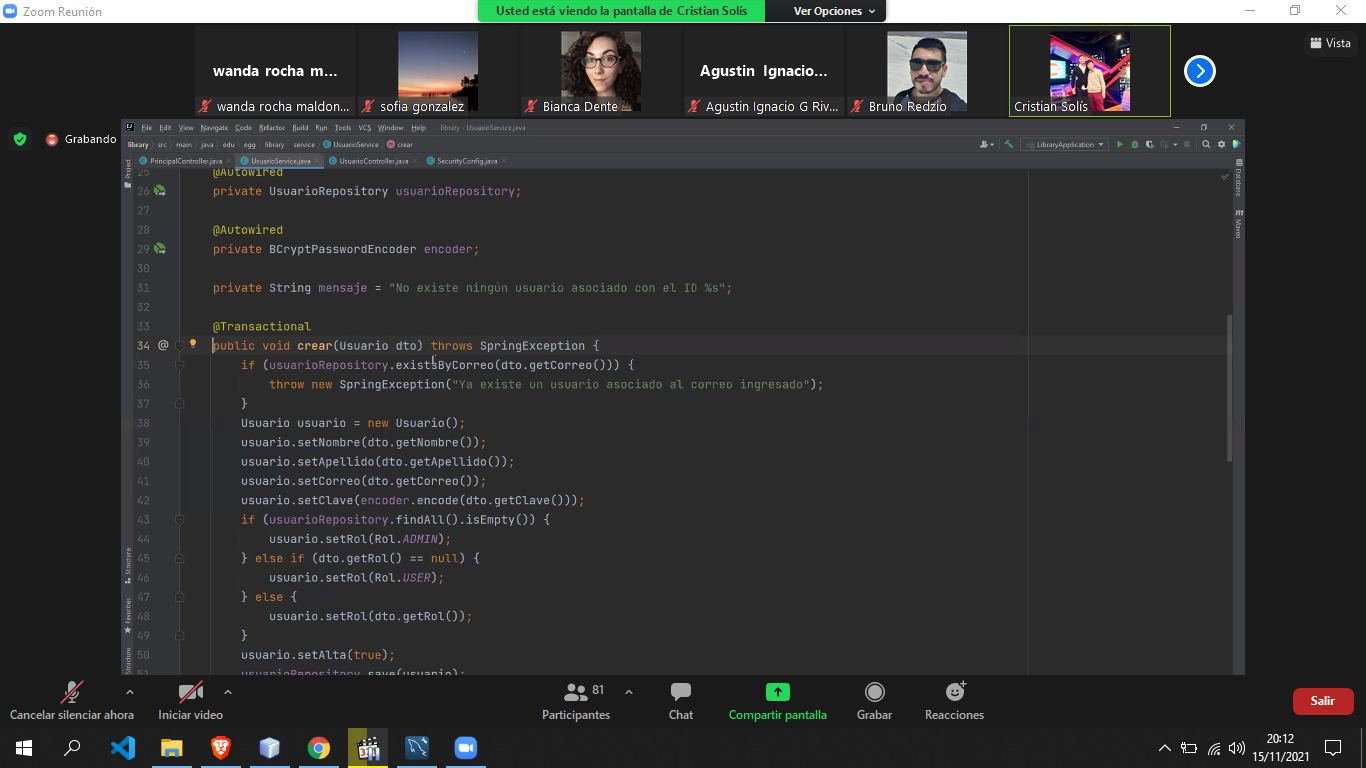 Zoom Reunión
Usted está viendo la pantalla de Cristian Solís
Ver Opciones
wanda rocha m...
Agustin Ignacio...
Vista
wanda rocha maldon...
sofia gonzalez
Bianca Dente
Agustin Ignacio G Riv...
Bruno Redzio
Cristian Solís
Grabando
File Edit View Navigate Code Refactor Build Run Tools VCS Window Help library - UsuarioService.java
library src main java edu egg library service UsuarioService crear
LibraryApplication
PrincipalController.java UsuarioService.java UsuarioController.java SecurityConfig.java
Project
Database
Maven
Structure
Favorites
Structure
25 @Autowired
26 private UsuarioRepository usuarioRepository;
27
28 @Autowired
29 private BCryptPasswordEncoder encoder;
30
31 private String mensaje = "No existe ningún usuario asociado con el ID %s";
32
33 @Transactional
34 @ public void crear(Usuario dto) throws SpringException {
35 if (usuarioRepository.existsByCorreo(dto.getCorreo())) {
36 throw new SpringException("Ya existe un usuario asociado al correo ingresado");
37 }
38 Usuario usuario = new Usuario();
39 usuario.setNombre(dto.getNombre());
40 usuario.setApellido(dto.getApellido());
41 usuario.setCorreo(dto.getCorreo());
42 usuario.setClave(encoder.encode(dto.getClave()));
43 if (usuarioRepository.findAll().isEmpty()) {
44 usuario.setRol(Rol.ADMIN);
45 } else if (dto.getRol() == null) {
46 usuario.setRol(Rol.USER);
47 } else {
48 usuario.setRol(dto.getRol());
49 }
50 usuario.setAlta(true);
51 usuarioRepository.save(usuario);
Cancelar silenciar ahora
Iniciar video
81
Participantes
Chat
Compartir pantalla
Grabar
Reacciones
Salir
20:12
15/11/2021